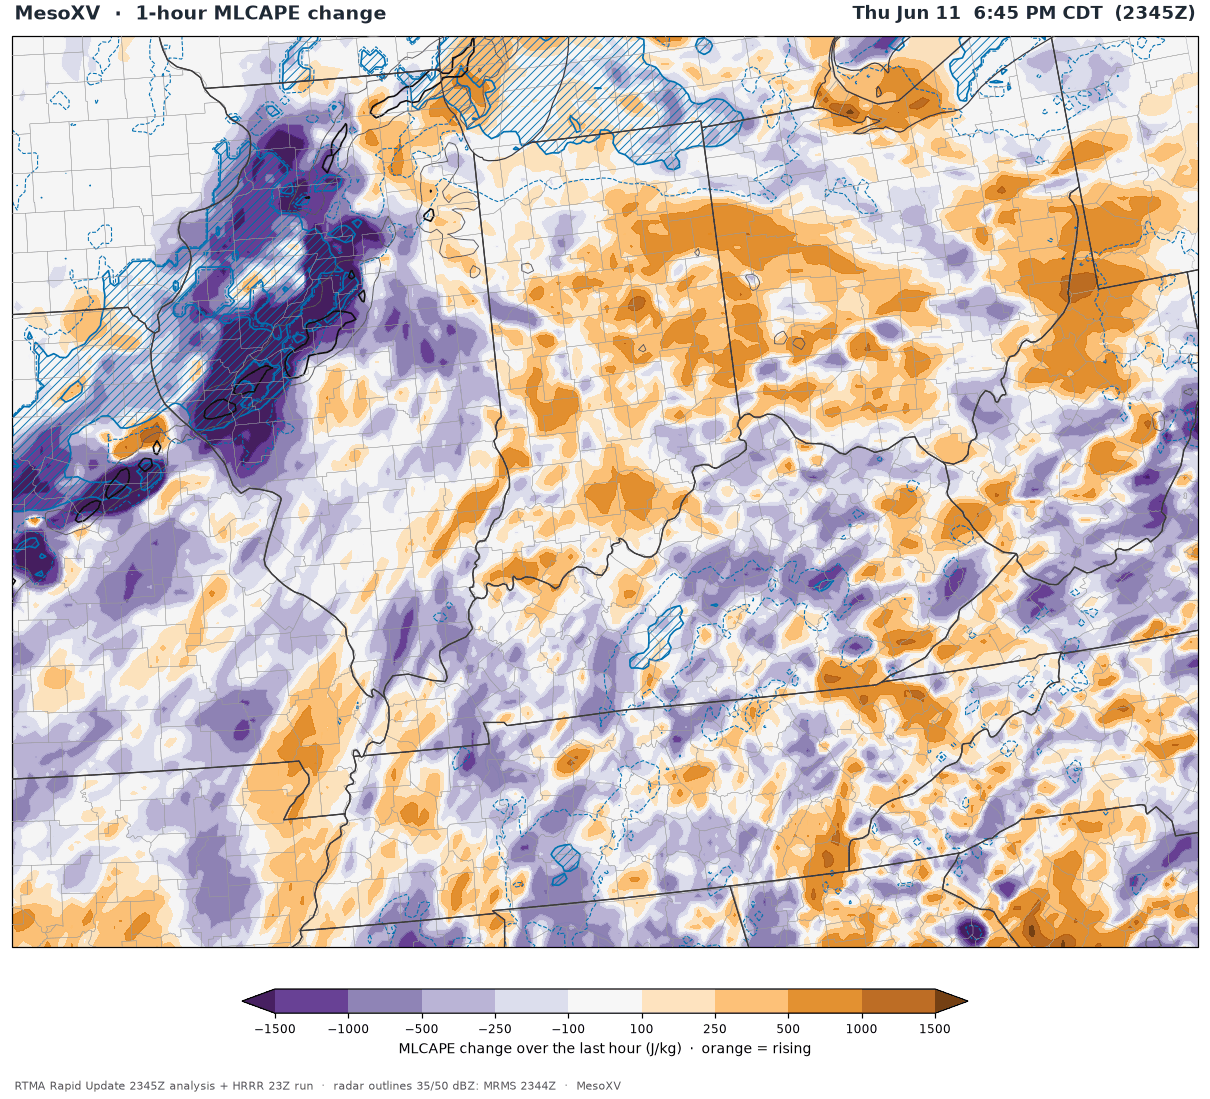 MesoXV · 1-hour MLCAPE change
Thu Jun 11 6:45 PM CDT (2345Z)
−1500 −1000 −500 −250 −100 100 250 500 1000 1500
MLCAPE change over the last hour (J/kg) · orange = rising
RTMA Rapid Update 2345Z analysis + HRRR 23Z run · radar outlines 35/50 dBZ: MRMS 2344Z · MesoXV